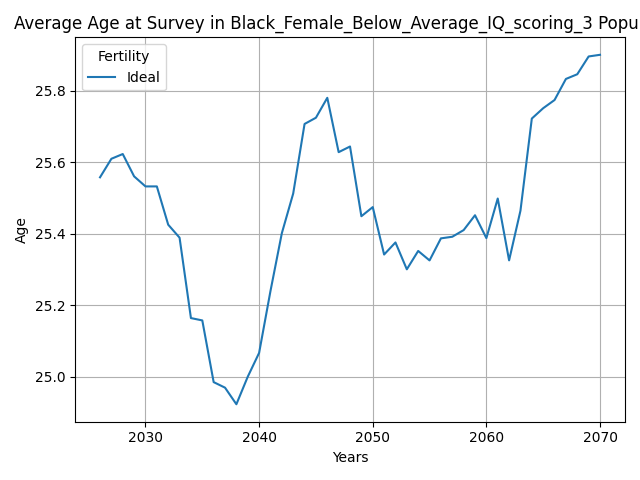 Average Age at Survey in Black_Female_Below_Average_IQ_scoring_3 Popu
Fertility
Ideal
25.8
25.6
25.4
25.2
25.0
Age
2030 2040 2050 2060 2070
Years